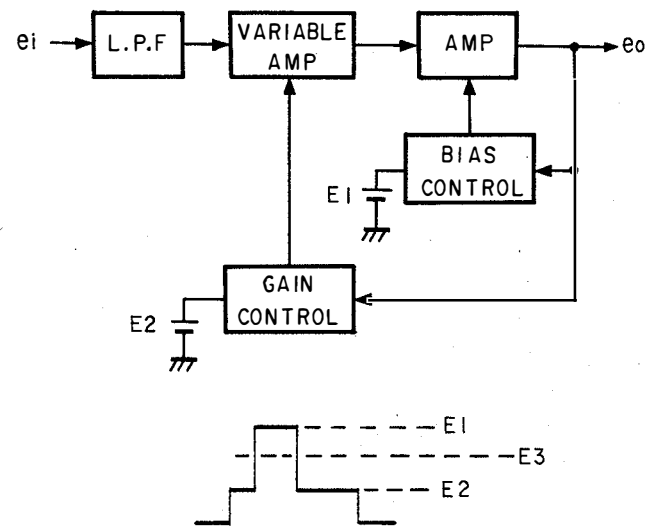 ei
L.P.F
VARIABLE
AMP
AMP
eo
BIAS
CONTROL
E1
GAIN
CONTROL
E2
E1
E3
E2